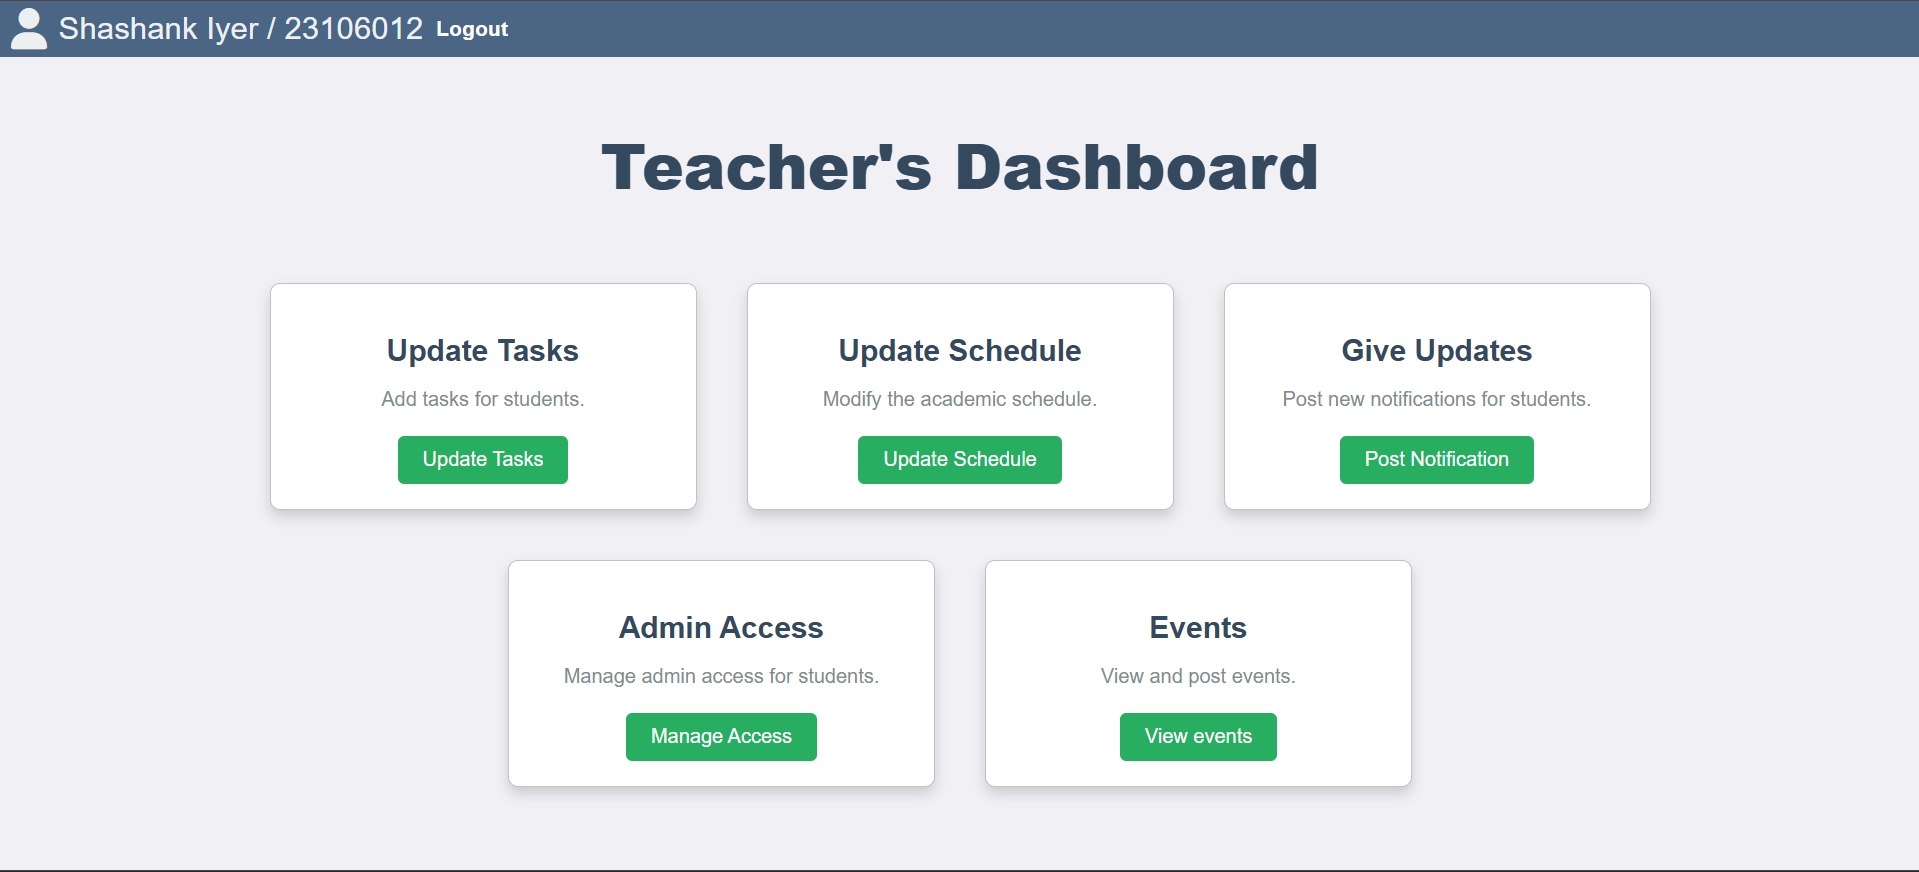 Shashank Iyer / 23106012 Logout
Teacher's Dashboard
Update Tasks
Add tasks for students.
Update Tasks
Update Schedule
Modify the academic schedule.
Update Schedule
Give Updates
Post new notifications for students.
Post Notification
Admin Access
Manage admin access for students.
Manage Access
Events
View and post events.
View events